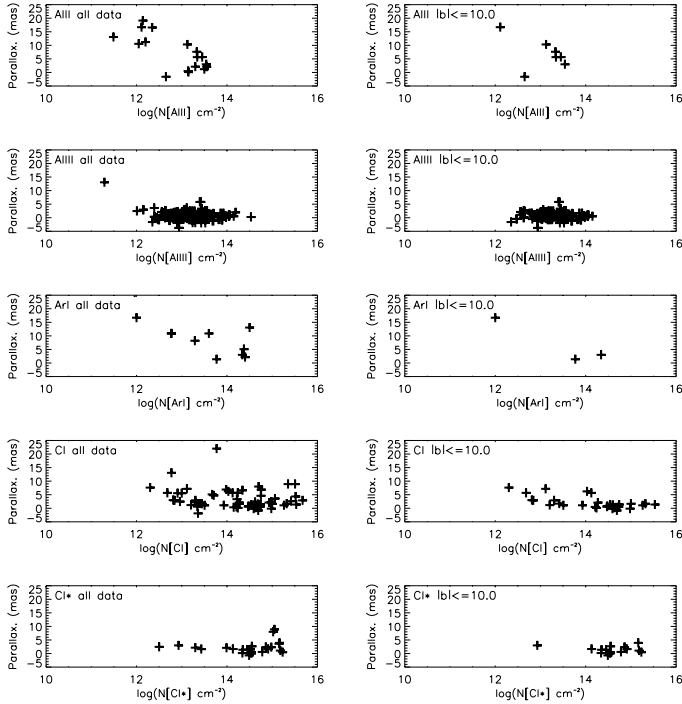 AlII all data
25
20
15
10
5
0
−5
Parallax. (mas)
10 12 14 16
log(N[AlII] cm⁻²)
AlII |b|<=10.0
25
20
15
10
5
0
−5
Parallax. (mas)
10 12 14 16
log(N[AlII] cm⁻²)
AlIII all data
25
20
15
10
5
0
−5
Parallax. (mas)
10 12 14 16
log(N[AlIII] cm⁻²)
AlIII |b|<=10.0
25
20
15
10
5
0
−5
Parallax. (mas)
10 12 14 16
log(N[AlIII] cm⁻²)
ArI all data
25
20
15
10
5
0
−5
Parallax. (mas)
10 12 14 16
log(N[ArI] cm⁻²)
ArI |b|<=10.0
25
20
15
10
5
0
−5
Parallax. (mas)
10 12 14 16
log(N[ArI] cm⁻²)
CI all data
25
20
15
10
5
0
−5
Parallax. (mas)
10 12 14 16
log(N[CI] cm⁻²)
CI |b|<=10.0
25
20
15
10
5
0
−5
Parallax. (mas)
10 12 14 16
log(N[CI] cm⁻²)
CI* all data
25
20
15
10
5
0
−5
Parallax. (mas)
10 12 14 16
log(N[CI*] cm⁻²)
CI* |b|<=10.0
25
20
15
10
5
0
−5
Parallax. (mas)
10 12 14 16
log(N[CI*] cm⁻²)